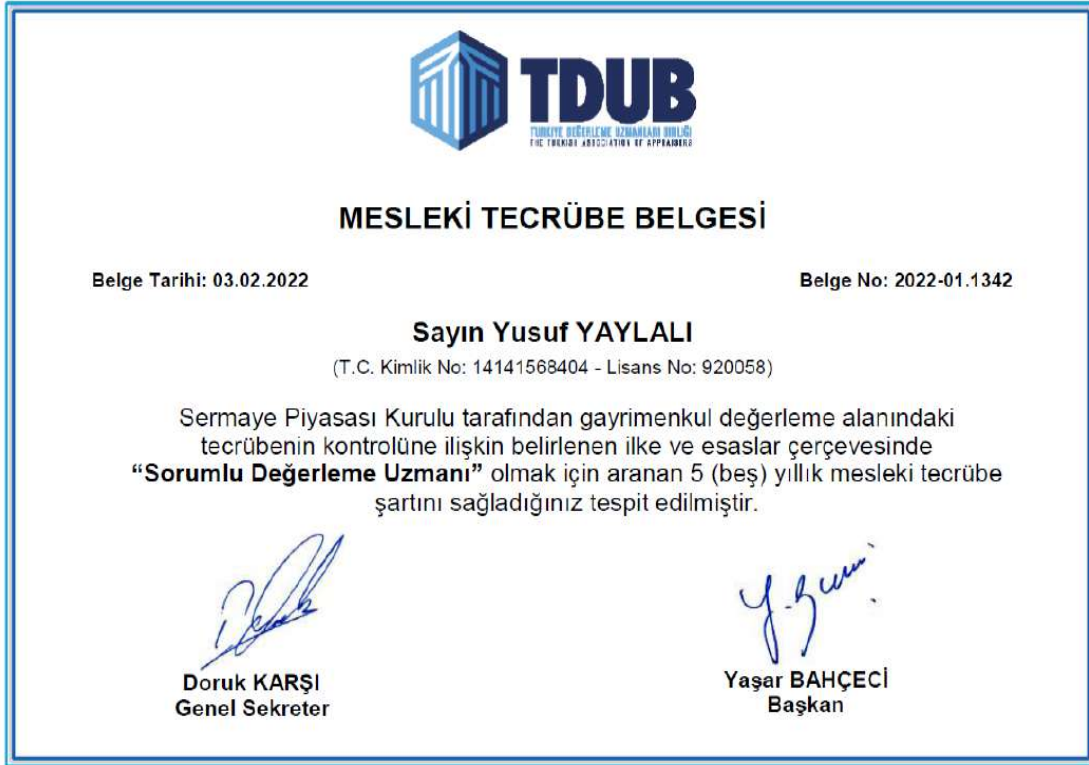 TDUB
TÜRKİYE DEĞERLEME UZMANLARI BİRLİĞİ
THE TURKISH ASSOCIATION OF APPRAISERS
MESLEKİ TECRÜBE BELGESİ
Belge Tarihi: 03.02.2022 Belge No: 2022-01.1342
Sayın Yusuf YAYLALI
(T.C. Kimlik No: 14141568404 - Lisans No: 920058)
Sermaye Piyasası Kurulu tarafından gayrimenkul değerleme alanındaki
tecrübenin kontrolüne ilişkin belirlenen ilke ve esaslar çerçevesinde
“Sorumlu Değerleme Uzmanı” olmak için aranan 5 (beş) yıllık mesleki tecrübe
şartını sağladığınız tespit edilmiştir.
Doruk KARŞI Yaşar BAHÇECİ
Genel Sekreter Başkan